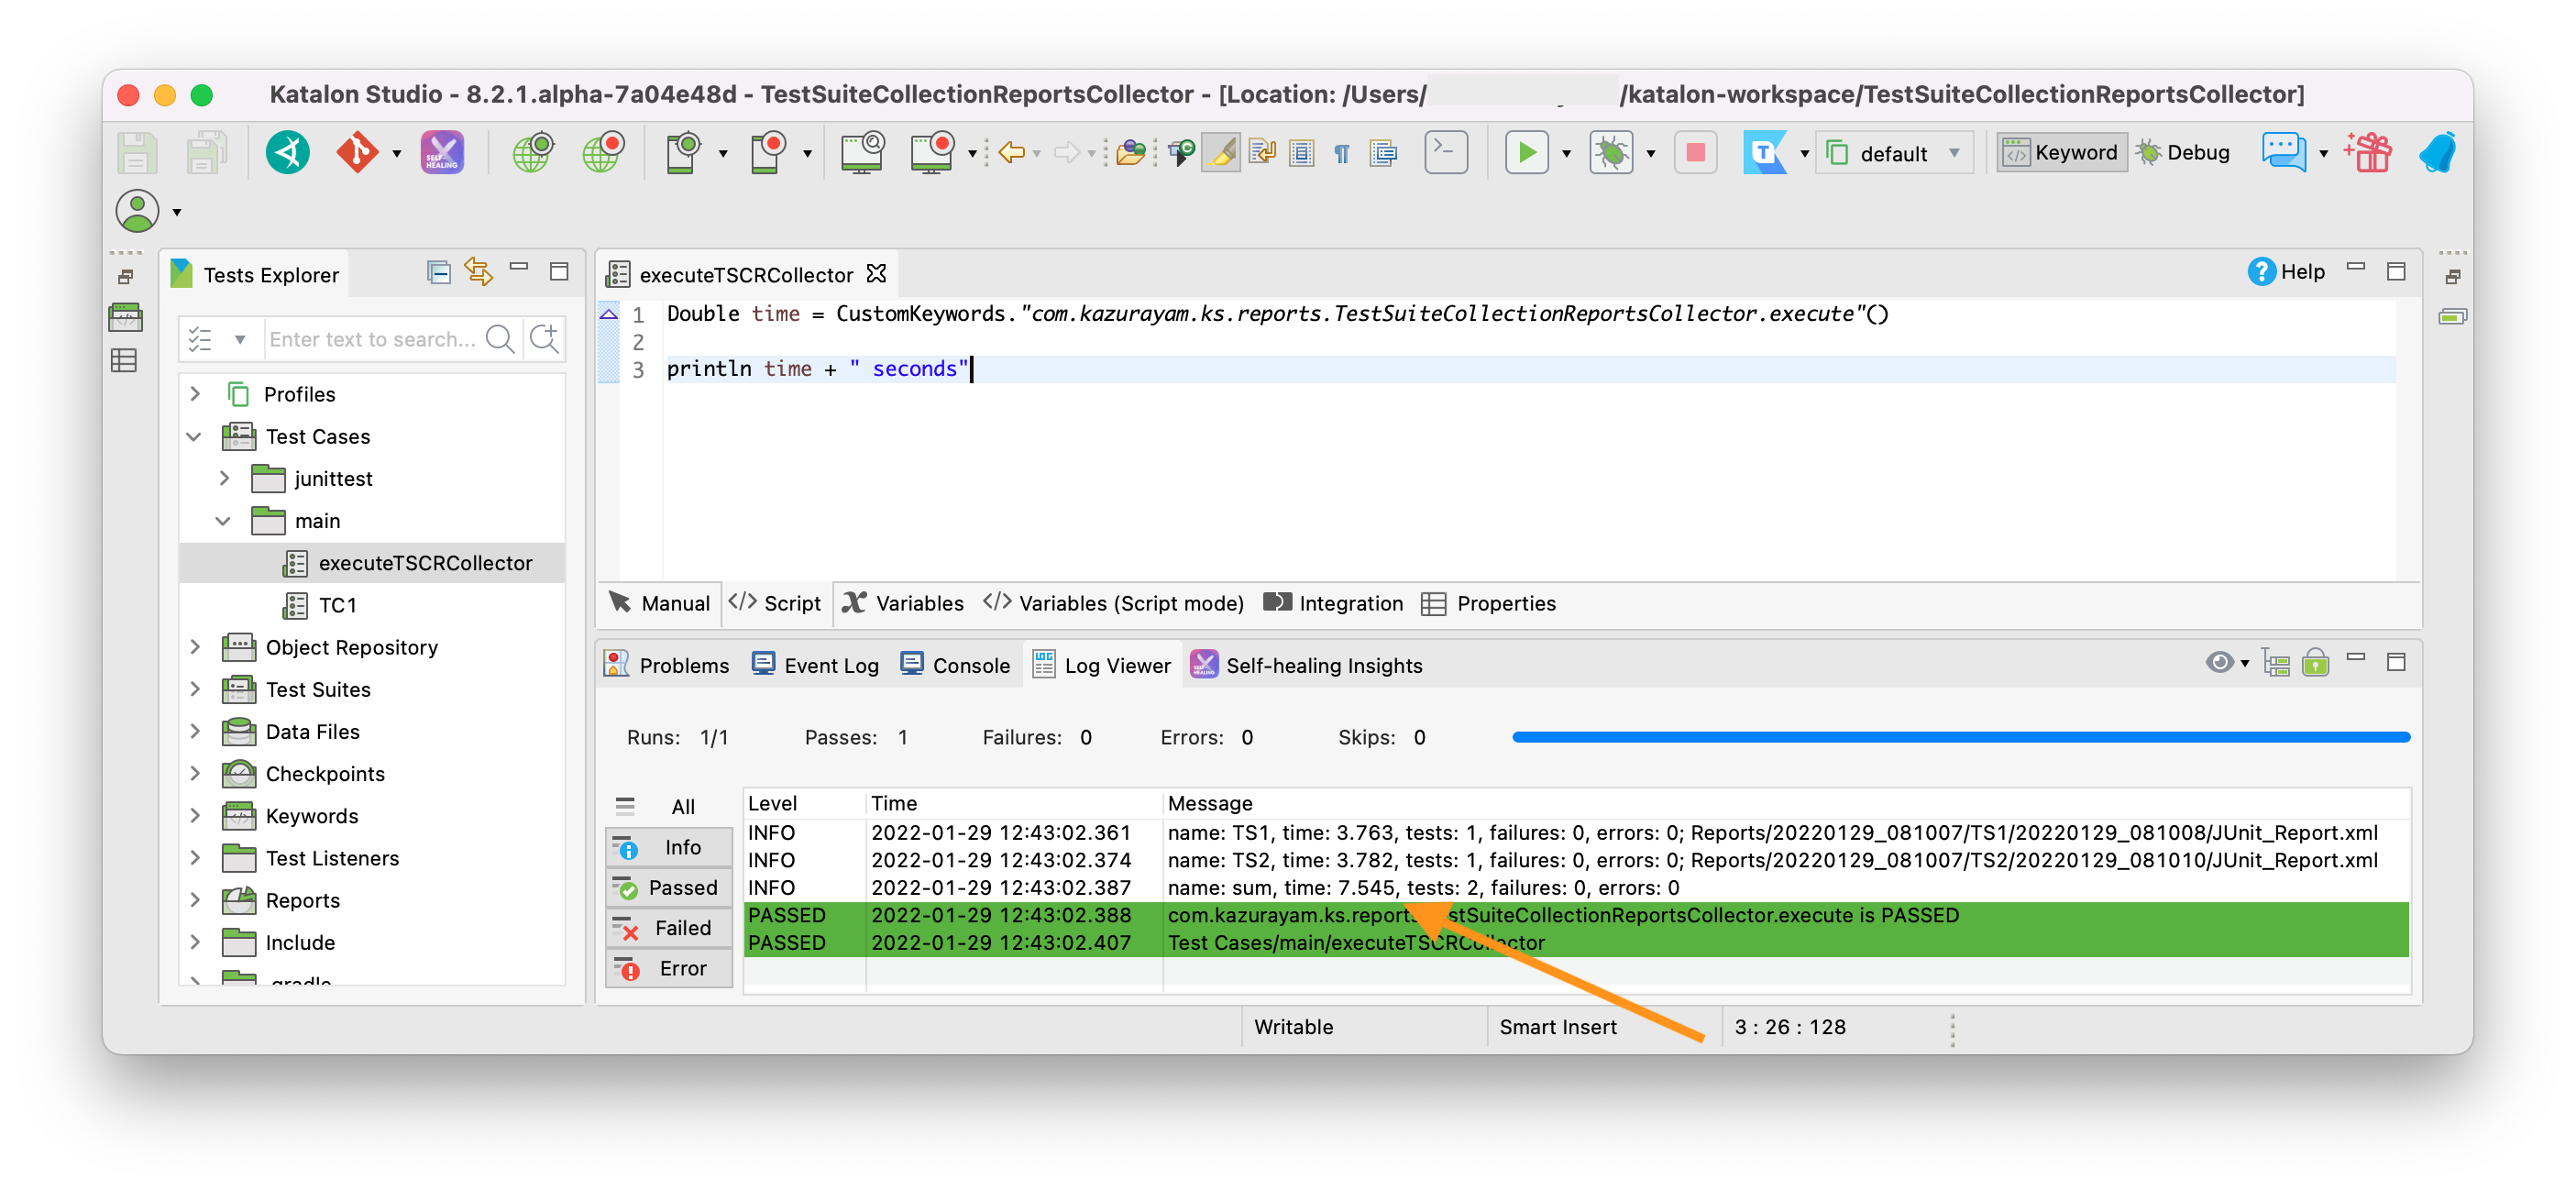 Katalon Studio - 8.2.1.alpha-7a04e48d - TestSuiteCollectionReportsCollector - [Location: /Users/ /katalon-workspace/TestSuiteCollectionReportsCollector]
default Keyword Debug
Tests Explorer
Enter text to search...
Profiles
Test Cases
junittest
main
executeTSCRCollector
TC1
Object Repository
Test Suites
Data Files
Checkpoints
Keywords
Test Listeners
Reports
Include
.gradle
executeTSCRCollector Help
1 Double time = CustomKeywords."com.kazurayam.ks.reports.TestSuiteCollectionReportsCollector.execute"()
2
3 println time + " seconds"
Manual Script Variables Variables (Script mode) Integration Properties
Problems Event Log Console Log Viewer Self-healing Insights
Runs: 1/1 Passes: 1 Failures: 0 Errors: 0 Skips: 0
All
Info
Passed
Failed
Error
Level Time Message
INFO 2022-01-29 12:43:02.361 name: TS1, time: 3.763, tests: 1, failures: 0, errors: 0; Reports/20220129_081007/TS1/20220129_081008/JUnit_Report.xml
INFO 2022-01-29 12:43:02.374 name: TS2, time: 3.782, tests: 1, failures: 0, errors: 0; Reports/20220129_081007/TS2/20220129_081010/JUnit_Report.xml
INFO 2022-01-29 12:43:02.387 name: sum, time: 7.545, tests: 2, failures: 0, errors: 0
PASSED 2022-01-29 12:43:02.388 com.kazurayam.ks.reports.TestSuiteCollectionReportsCollector.execute is PASSED
PASSED 2022-01-29 12:43:02.407 Test Cases/main/executeTSCRCollector
Writable Smart Insert 3 : 26 : 128